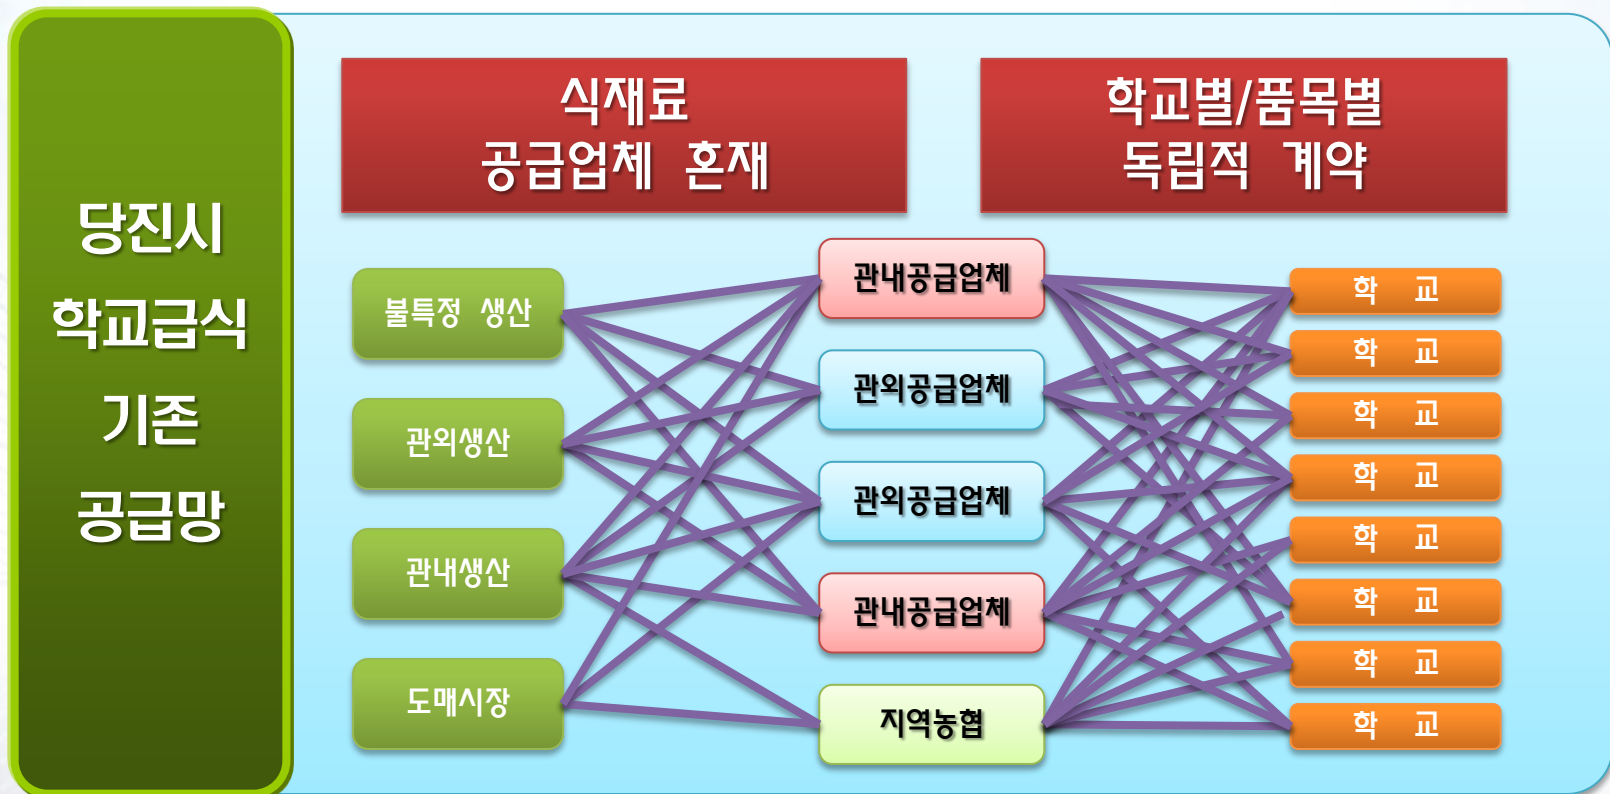 당진시
학교급식
기존
공급망
식재료
공급업체 혼재
학교별/품목별
독립적 계약
불특정 생산
관외생산
관내생산
도매시장
관내공급업체
관외공급업체
관외공급업체
관내공급업체
지역농협
학 교
학 교
학 교
학 교
학 교
학 교
학 교
학 교